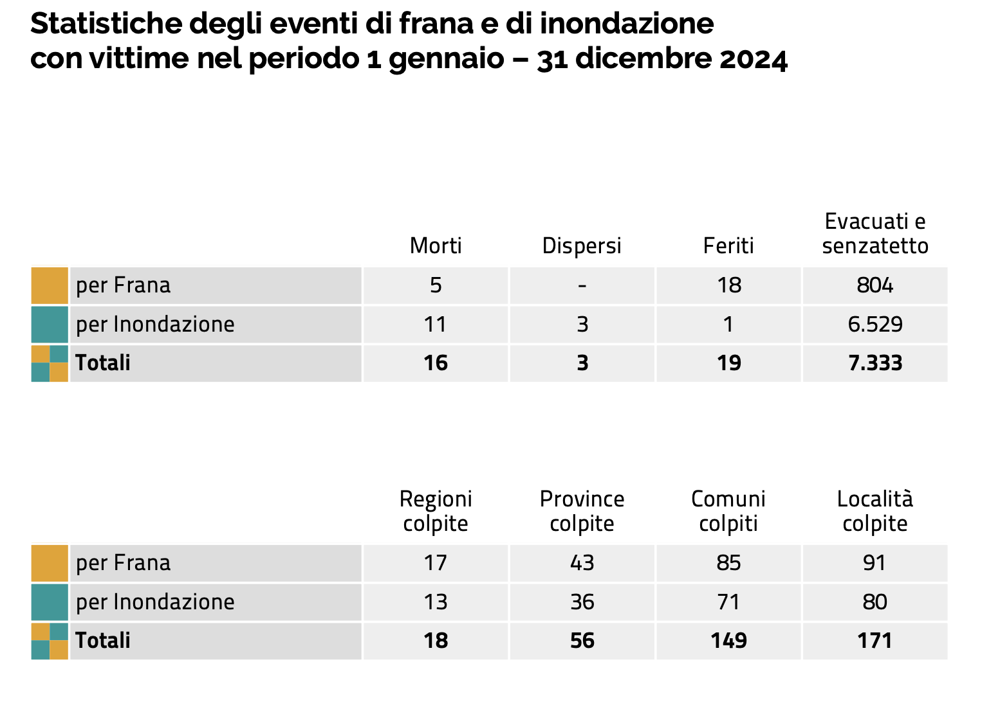 Statistiche degli eventi di frana e di inondazione
con vittime nel periodo 1 gennaio – 31 dicembre 2024
Morti Dispersi Feriti Evacuati e
senzatetto
per Frana 5 - 18 804
per Inondazione 11 3 1 6.529
Totali 16 3 19 7.333
Regioni Province Comuni Località
colpite colpite colpiti colpite
per Frana 17 43 85 91
per Inondazione 13 36 71 80
Totali 18 56 149 171